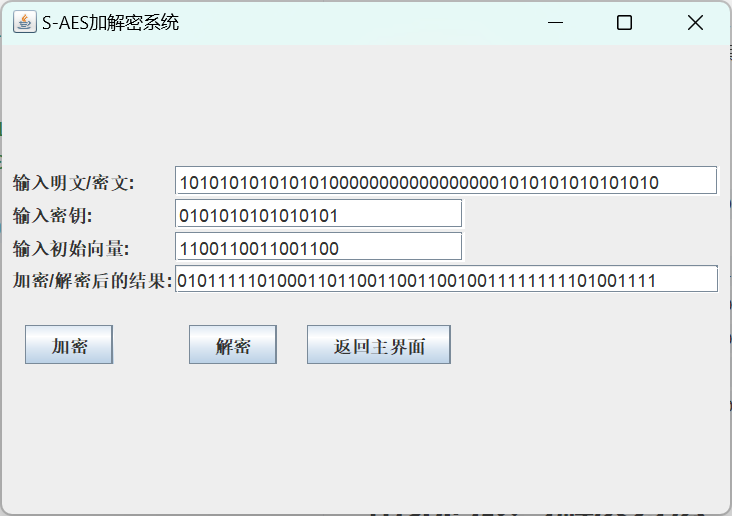 S-AES加解密系统
输入明文/密文: 101010101010101000000000000000001010101010101010
输入密钥: 0101010101010101
输入初始向量: 1100110011001100
加密/解密后的结果: 010111110100011011001100110010011111111101001111
加密 解密 返回主界面